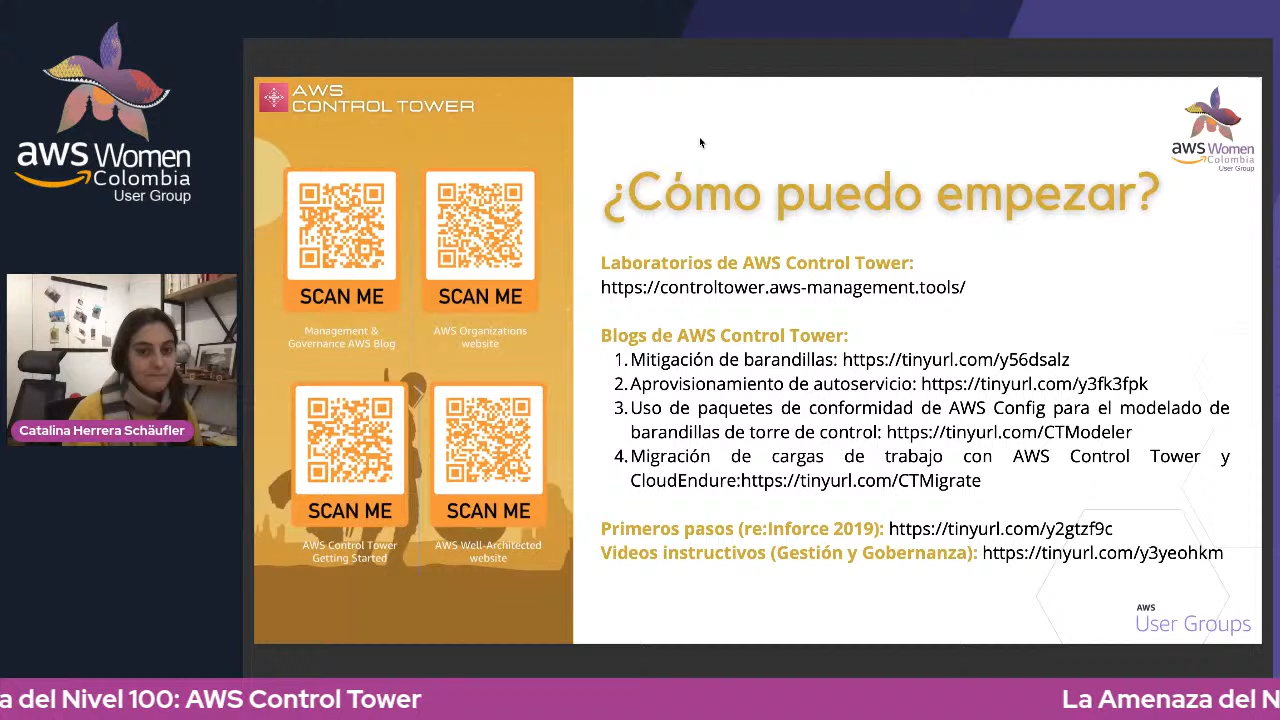 aws Women
Colombia
User Group
Catalina Herrera Schäufler
AWS
CONTROL TOWER
SCAN ME
SCAN ME
Management &
Governance AWS Blog
AWS Organizations
website
SCAN ME
SCAN ME
AWS Control Tower
Getting Started
AWS Well-Architected
website
aws Women
Colombia
User Group
¿Cómo puedo empezar?
Laboratorios de AWS Control Tower:
https://controltower.aws-management.tools/
Blogs de AWS Control Tower:
1. Mitigación de barandillas: https://tinyurl.com/y56dsalz
2. Aprovisionamiento de autoservicio: https://tinyurl.com/y3fk3fpk
3. Uso de paquetes de conformidad de AWS Config para el modelado de
barandillas de torre de control: https://tinyurl.com/CTModeler
4. Migración de cargas de trabajo con AWS Control Tower y
CloudEndure:https://tinyurl.com/CTMigrate
Primeros pasos (re:Inforce 2019): https://tinyurl.com/y2gtzf9c
Videos instructivos (Gestión y Gobernanza): https://tinyurl.com/y3yeohkm
AWS
User Groups
a del Nivel 100: AWS Control Tower
La Amenaza del N